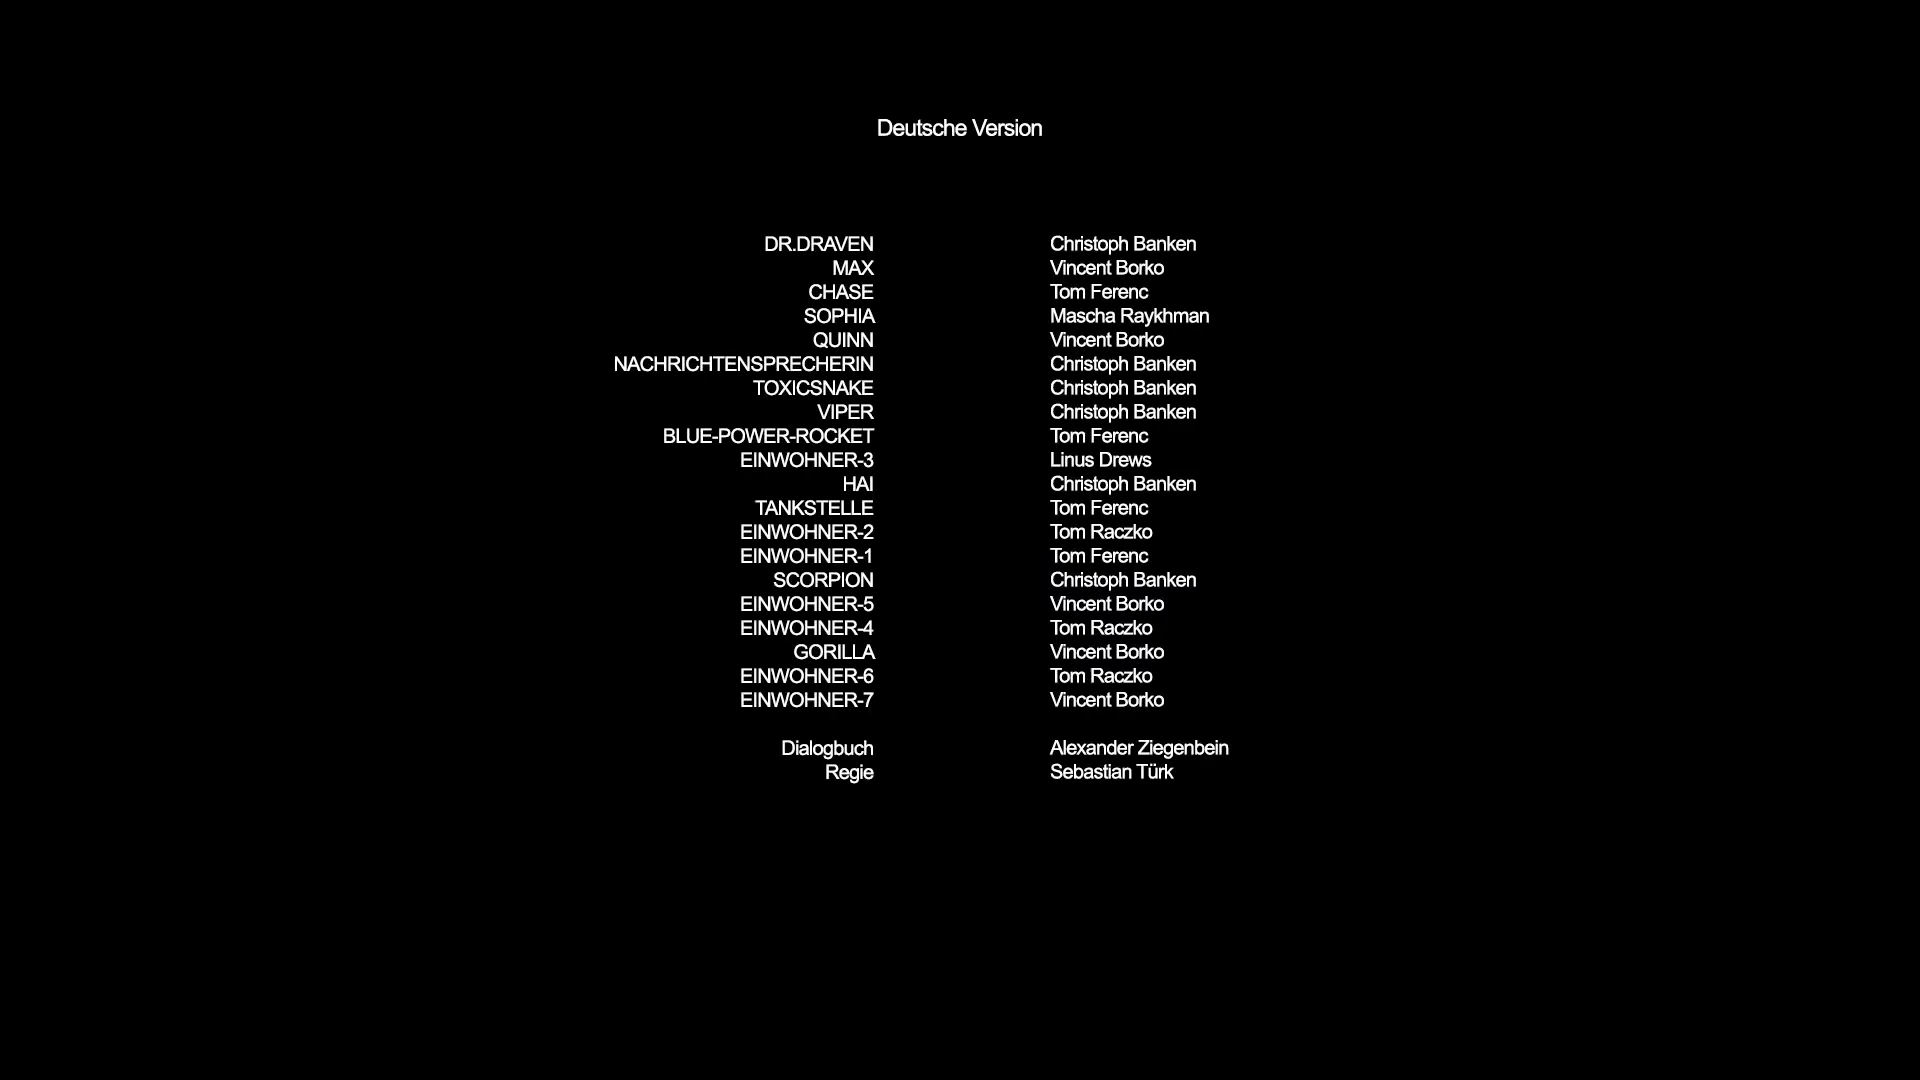 Deutsche Version
DR.DRAVEN Christoph Banken
MAX Vincent Borko
CHASE Tom Ferenc
SOPHIA Mascha Raykhman
QUINN Vincent Borko
NACHRICHTENSPRECHERIN Christoph Banken
TOXICSNAKE Christoph Banken
VIPER Christoph Banken
BLUE-POWER-ROCKET Tom Ferenc
EINWOHNER-3 Linus Drews
HAI Christoph Banken
TANKSTELLE Tom Ferenc
EINWOHNER-2 Tom Raczko
EINWOHNER-1 Tom Ferenc
SCORPION Christoph Banken
EINWOHNER-5 Vincent Borko
EINWOHNER-4 Tom Raczko
GORILLA Vincent Borko
EINWOHNER-6 Tom Raczko
EINWOHNER-7 Vincent Borko
Dialogbuch Alexander Ziegenbein
Regie Sebastian Türk